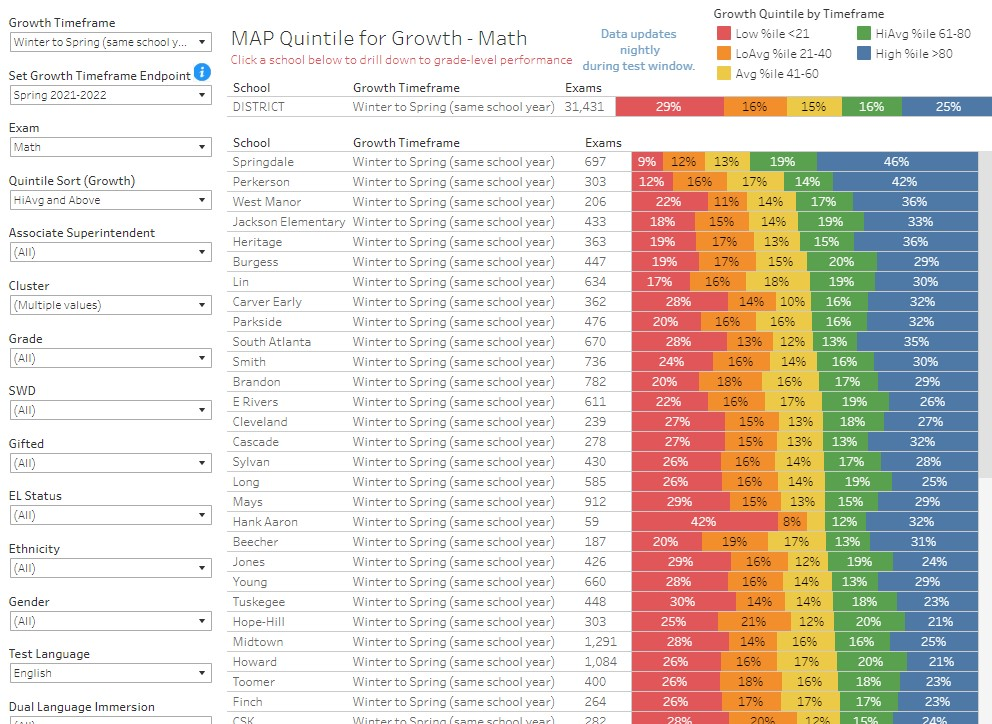 Growth Timeframe
Winter to Spring (same school y...
Set Growth Timeframe Endpoint
Spring 2021-2022
Exam
Math
Quintile Sort (Growth)
HiAvg and Above
Associate Superintendent
(All)
Cluster
(Multiple values)
Grade
(All)
SWD
(All)
Gifted
(All)
EL Status
(All)
Ethnicity
(All)
Gender
(All)
Test Language
English
Dual Language Immersion
MAP Quintile for Growth - Math
Click a school below to drill down to grade-level performance
Data updates
nightly
during test window.
Growth Quintile by Timeframe
Low %ile <21
HiAvg %ile 61-80
LoAvg %ile 21-40
High %ile >80
Avg %ile 41-60
School Growth Timeframe Exams
DISTRICT Winter to Spring (same school year) 31,431 29% 16% 15% 16% 25%
School Growth Timeframe Exams
Springdale Winter to Spring (same school year) 697 9% 12% 13% 19% 46%
Perkerson Winter to Spring (same school year) 303 12% 16% 17% 14% 42%
West Manor Winter to Spring (same school year) 206 22% 11% 14% 17% 36%
Jackson Elementary Winter to Spring (same school year) 433 18% 15% 14% 19% 33%
Heritage Winter to Spring (same school year) 363 19% 17% 13% 15% 36%
Burgess Winter to Spring (same school year) 447 19% 17% 15% 20% 29%
Lin Winter to Spring (same school year) 634 17% 16% 18% 19% 30%
Carver Early Winter to Spring (same school year) 362 28% 14% 10% 16% 32%
Parkside Winter to Spring (same school year) 476 20% 16% 16% 16% 32%
South Atlanta Winter to Spring (same school year) 670 28% 13% 12% 13% 35%
Smith Winter to Spring (same school year) 736 24% 16% 14% 16% 30%
Brandon Winter to Spring (same school year) 782 20% 18% 16% 17% 29%
E Rivers Winter to Spring (same school year) 611 22% 16% 17% 19% 26%
Cleveland Winter to Spring (same school year) 239 27% 15% 13% 18% 27%
Cascade Winter to Spring (same school year) 278 27% 15% 13% 13% 32%
Sylvan Winter to Spring (same school year) 430 26% 16% 14% 17% 28%
Long Winter to Spring (same school year) 585 26% 16% 14% 19% 25%
Mays Winter to Spring (same school year) 912 29% 15% 13% 15% 29%
Hank Aaron Winter to Spring (same school year) 59 42% 8% 12% 32%
Beecher Winter to Spring (same school year) 187 20% 19% 17% 13% 31%
Jones Winter to Spring (same school year) 426 29% 16% 12% 19% 24%
Young Winter to Spring (same school year) 660 28% 16% 14% 13% 29%
Tuskegee Winter to Spring (same school year) 448 30% 14% 14% 18% 23%
Hope-Hill Winter to Spring (same school year) 303 25% 21% 12% 20% 21%
Midtown Winter to Spring (same school year) 1,291 28% 14% 16% 16% 25%
Howard Winter to Spring (same school year) 1,084 26% 16% 17% 20% 21%
Toomer Winter to Spring (same school year) 400 26% 18% 16% 18% 23%
Finch Winter to Spring (same school year) 264 26% 17% 17% 17% 23%
CSK Winter to Spring (same school year) 282 28% 20% 12% 15% 24%